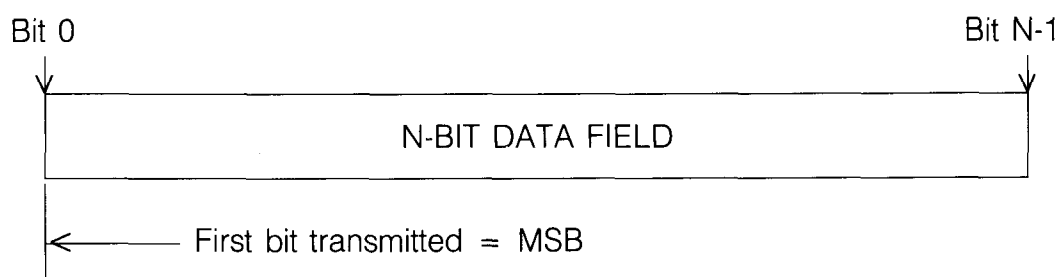 Bit 0
Bit N-1
N-BIT DATA FIELD
First bit transmitted = MSB